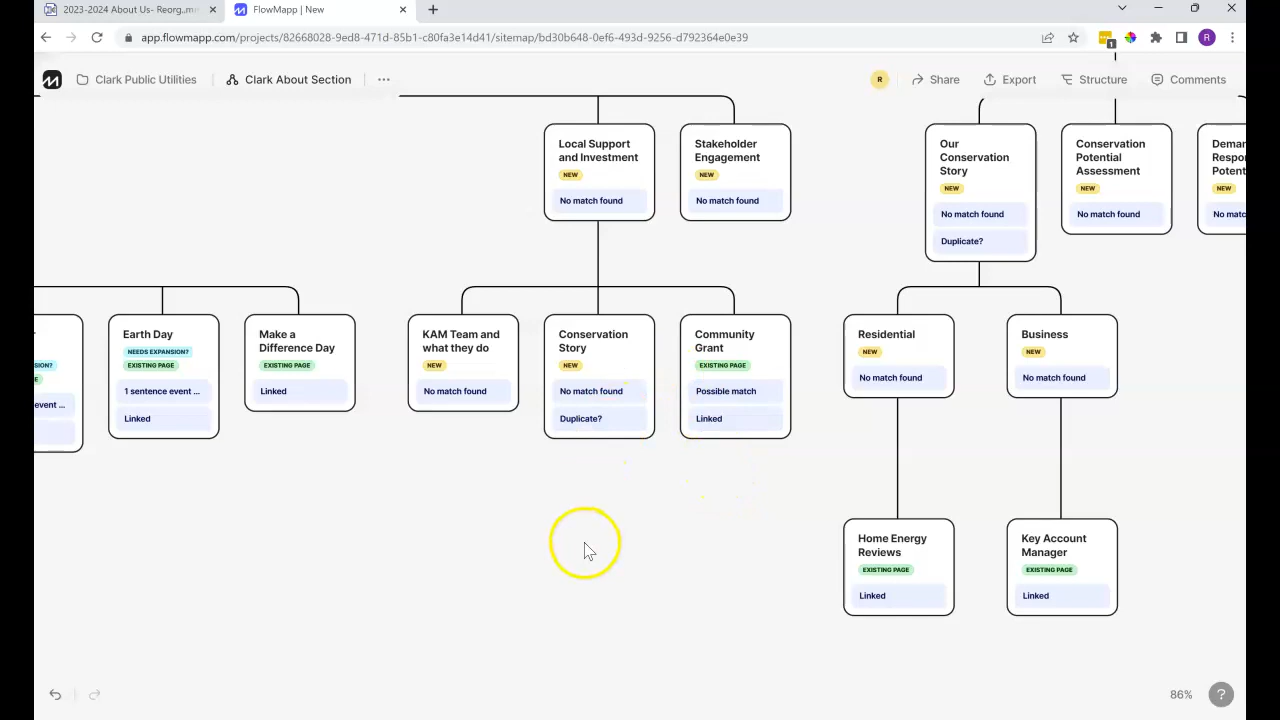 2023-2024 About Us- Reorg..me
FlowMapp | New
app.flowmapp.com/projects/82668028-9ed8-471d-85b1-c80fa3e14d41/sitemap/bd30b648-0ef6-493d-9256-d792364e0e39
1
R
Clark Public Utilities
Clark About Section
R
Share
Export
Structure
Comments
Local Support
and Investment
NEW
No match found
Stakeholder
Engagement
NEW
No match found
Our
Conservation
Story
NEW
No match found
Duplicate?
Conservation
Potential
Assessment
NEW
No match found
Deman
Respo
Potent
NEW
No matc
SION?
event ...
Earth Day
NEEDS EXPANSION?
EXISTING PAGE
1 sentence event ...
Linked
Make a
Difference Day
EXISTING PAGE
Linked
KAM Team and
what they do
NEW
No match found
Conservation
Story
NEW
No match found
Duplicate?
Community
Grant
EXISTING PAGE
Possible match
Linked
Residential
NEW
No match found
Business
NEW
No match found
Home Energy
Reviews
EXISTING PAGE
Linked
Key Account
Manager
EXISTING PAGE
Linked
86%
?